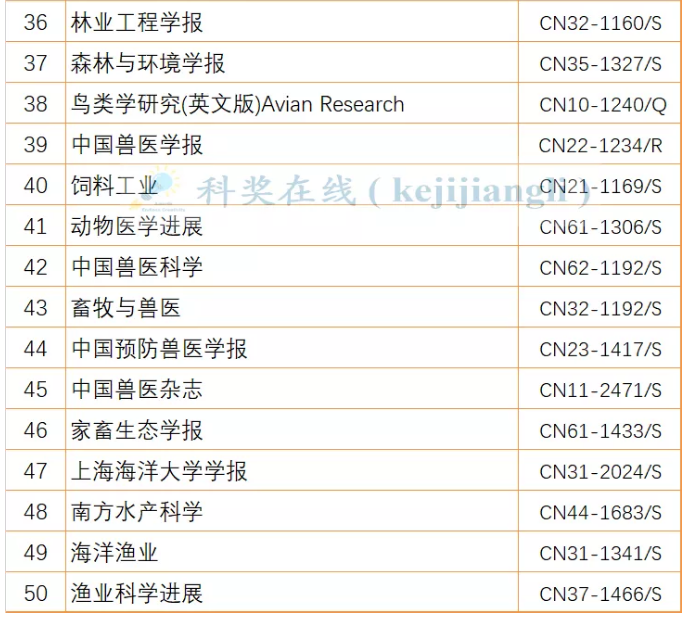 36 林业工程学报 CN32-1160/S
37 森林与环境学报 CN35-1327/S
38 鸟类学研究(英文版)Avian Research CN10-1240/Q
39 中国兽医学报 CN22-1234/R
40 饲料工业 CN21-1169/S
科奖在线 ( kejijiangli )
41 动物医学进展 CN61-1306/S
42 中国兽医科学 CN62-1192/S
43 畜牧与兽医 CN32-1192/S
44 中国预防兽医学报 CN23-1417/S
45 中国兽医杂志 CN11-2471/S
46 家畜生态学报 CN61-1433/S
47 上海海洋大学学报 CN31-2024/S
48 南方水产科学 CN44-1683/S
49 海洋渔业 CN31-1341/S
50 渔业科学进展 CN37-1466/S